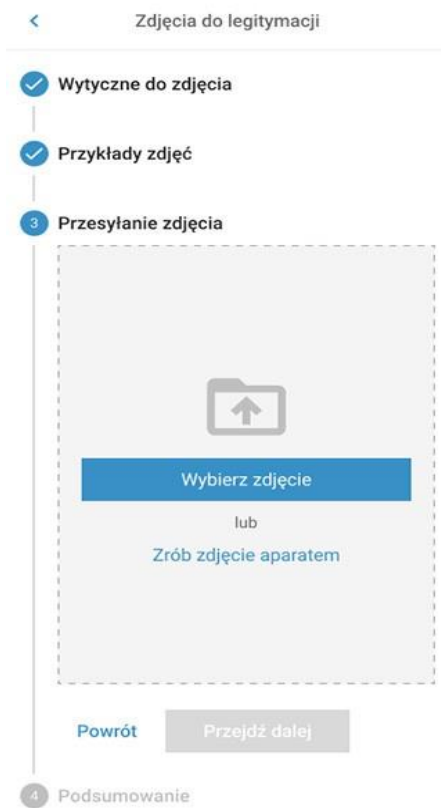 Zdjęcia do legitymacji
Wytyczne do zdjęcia
Przykłady zdjęć
3 Przesyłanie zdjęcia
Wybierz zdjęcie
lub
Zrób zdjęcie aparatem
Powrót Przejdź dalej
4 Podsumowanie